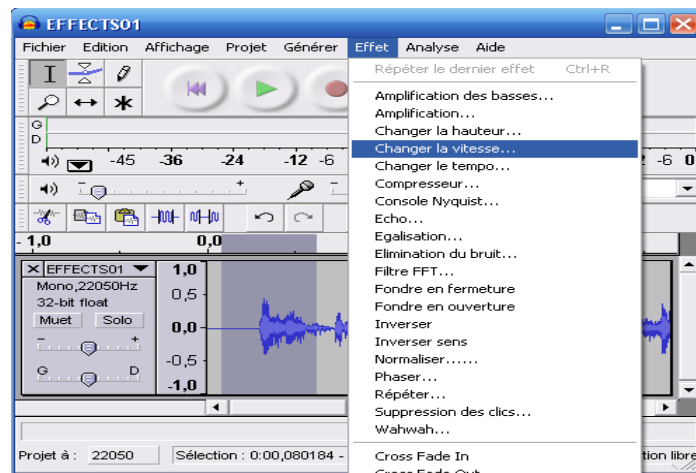 EFFECTS01
Fichier Edition Affichage Projet Générer Effet Analyse Aide
Répéter le dernier effet Ctrl+R
Amplification des basses...
Amplification...
Changer la hauteur...
Changer la vitesse...
Changer le tempo...
Compresseur...
Console Nyquist...
Echo...
Egalisation...
Elimination du bruit...
Filtre FFT...
Fondre en fermeture
Fondre en ouverture
Inverser
Inverser sens
Normaliser......
Phaser...
Répéter...
Suppression des clics...
Wahwah...
Cross Fade In
Cross Fade Out
G
D
-45 -36 -24 -12 -6
-6 0
- 1,0 0,0
EFFECTS01 1,0
Mono,22050Hz
32-bit float
0,5
Muet Solo
0,0
- +
-0,5
G D
-1,0
Projet à : 22050 Sélection : 0:00,080184 -
tion libre